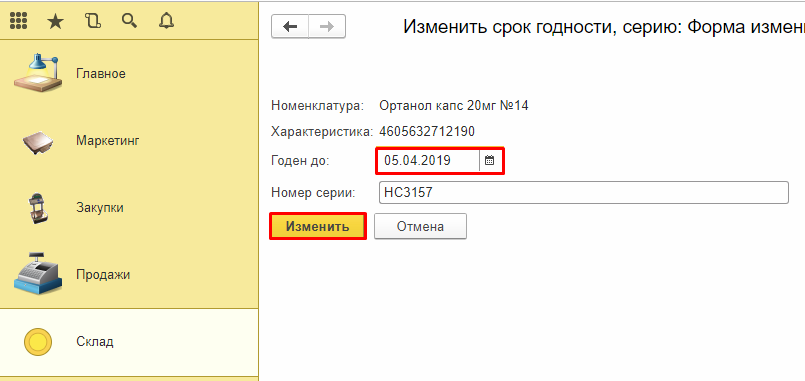 Изменить срок годности, серию: Форма измен
Главное
Маркетинг
Закупки
Продажи
Склад
Номенклатура: Ортанол капс 20мг №14
Характеристика: 4605632712190
Годен до: 05.04.2019
Номер серии: НС3157
Изменить Отмена